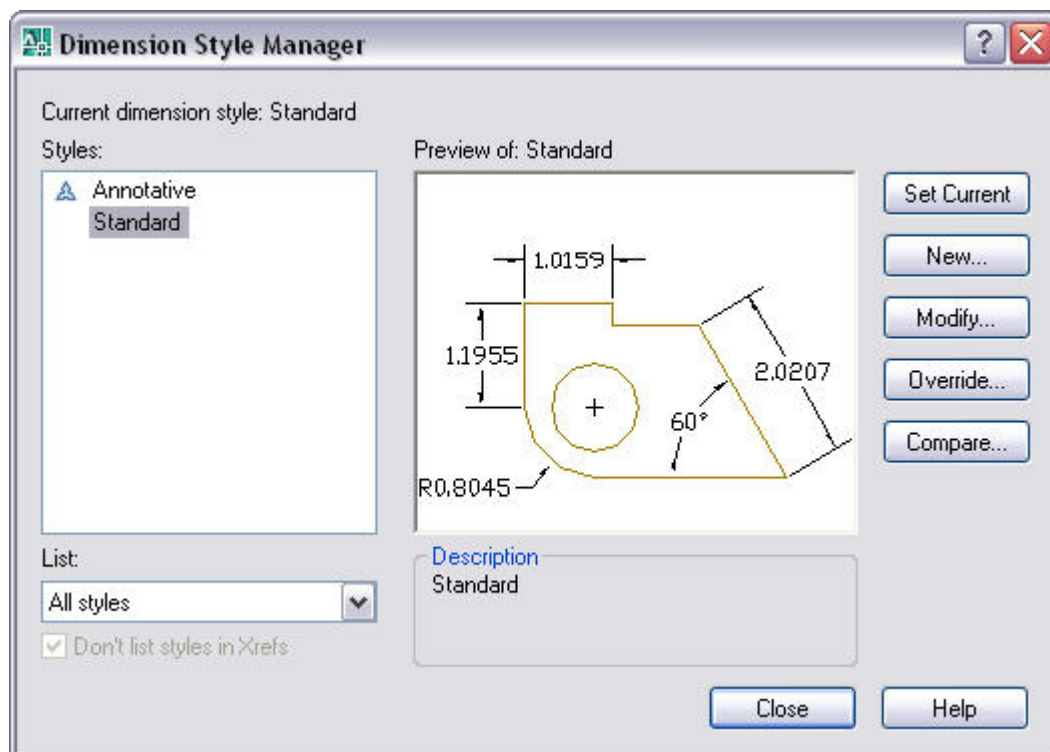 Dimension Style Manager
Current dimension style: Standard
Styles:
Annotative
Standard
Preview of: Standard
1.0159
1.1955
2.0207
60°
R0.8045
Set Current
New...
Modify...
Override...
Compare...
List:
All styles
Don't list styles in Xrefs
Description
Standard
Close
Help